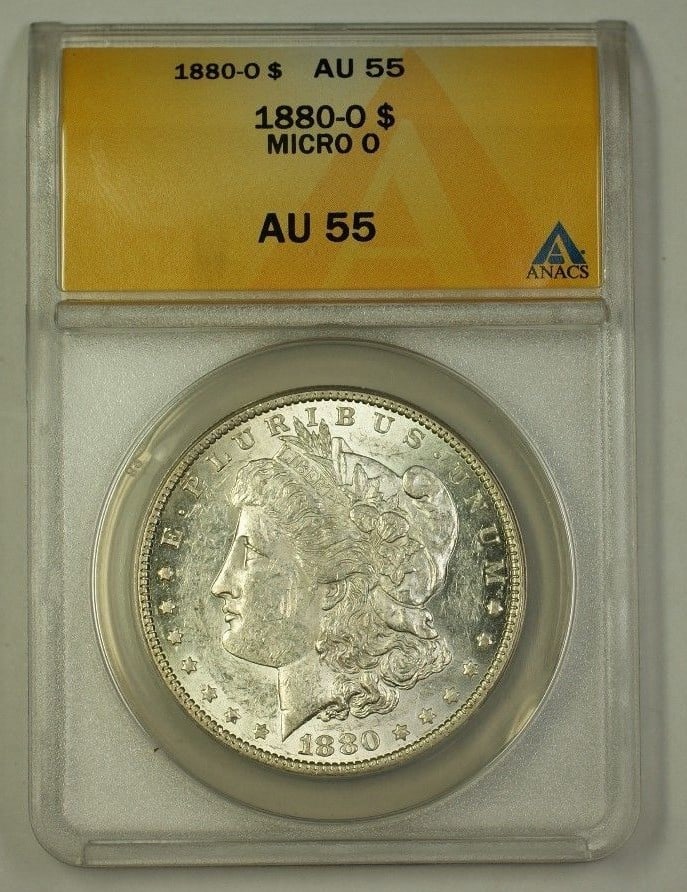 1880-O $ AU 55
1880-O $
MICRO O
AU 55
ANACS
E · PLURIBUS · UNUM
LIBERTY
1880